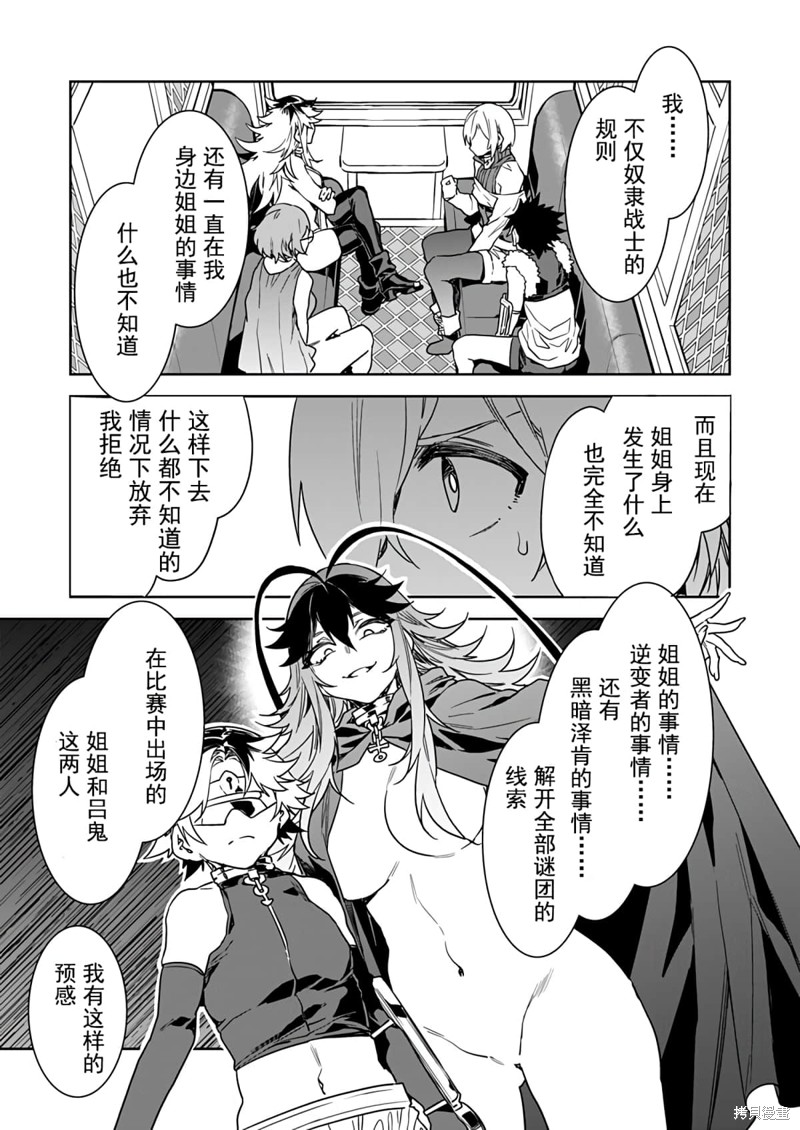 我……
不仅奴隶战士的
规则
还有一直在我
身边姐姐的事情
什么也不知道
而且现在
姐姐身上
发生了什么
也完全不知道
这样下去
什么都不知道的
情况下放弃
我拒绝
姐姐的事情……
逆变者的事情……
还有
黑暗泽肯的事情……
解开全部谜团的
线索
在比赛中出场的
姐姐和吕鬼
这两人
我有这样的
预感
拷贝漫畫